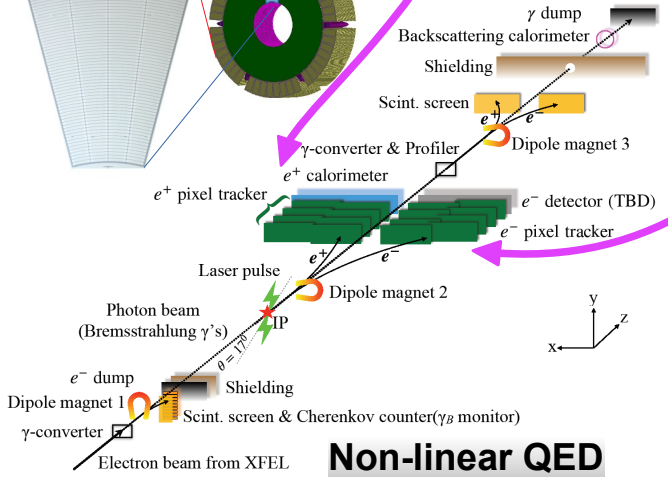 γ dump
Backscattering calorimeter
Shielding
Scint. screen
e⁺
e⁻
Dipole magnet 3
γ-converter & Profiler
e⁺ calorimeter
e⁺ pixel tracker
e⁻ detector (TBD)
e⁻ pixel tracker
e⁺
e⁻
Laser pulse
Dipole magnet 2
Photon beam
(Bremsstrahlung γ's)
IP
θ = 17⁰
y
z
x
e⁻ dump
Shielding
Dipole magnet 1
Scint. screen & Cherenkov counter(γ_B monitor)
γ-converter
Electron beam from XFEL
Non-linear QED